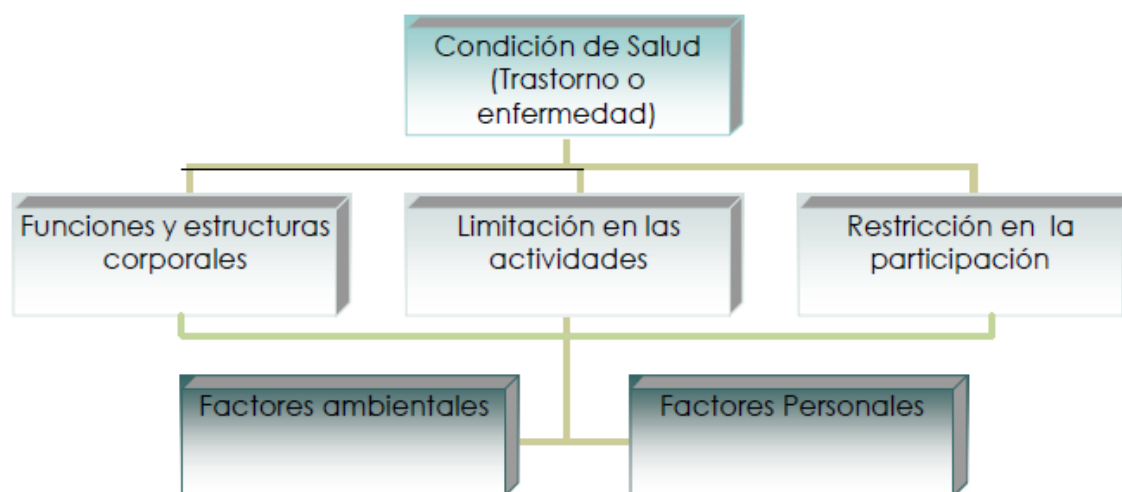 Condición de Salud
(Trastorno o
enfermedad)
Funciones y estructuras
corporales
Limitación en las
actividades
Restricción en la
participación
Factores ambientales
Factores Personales